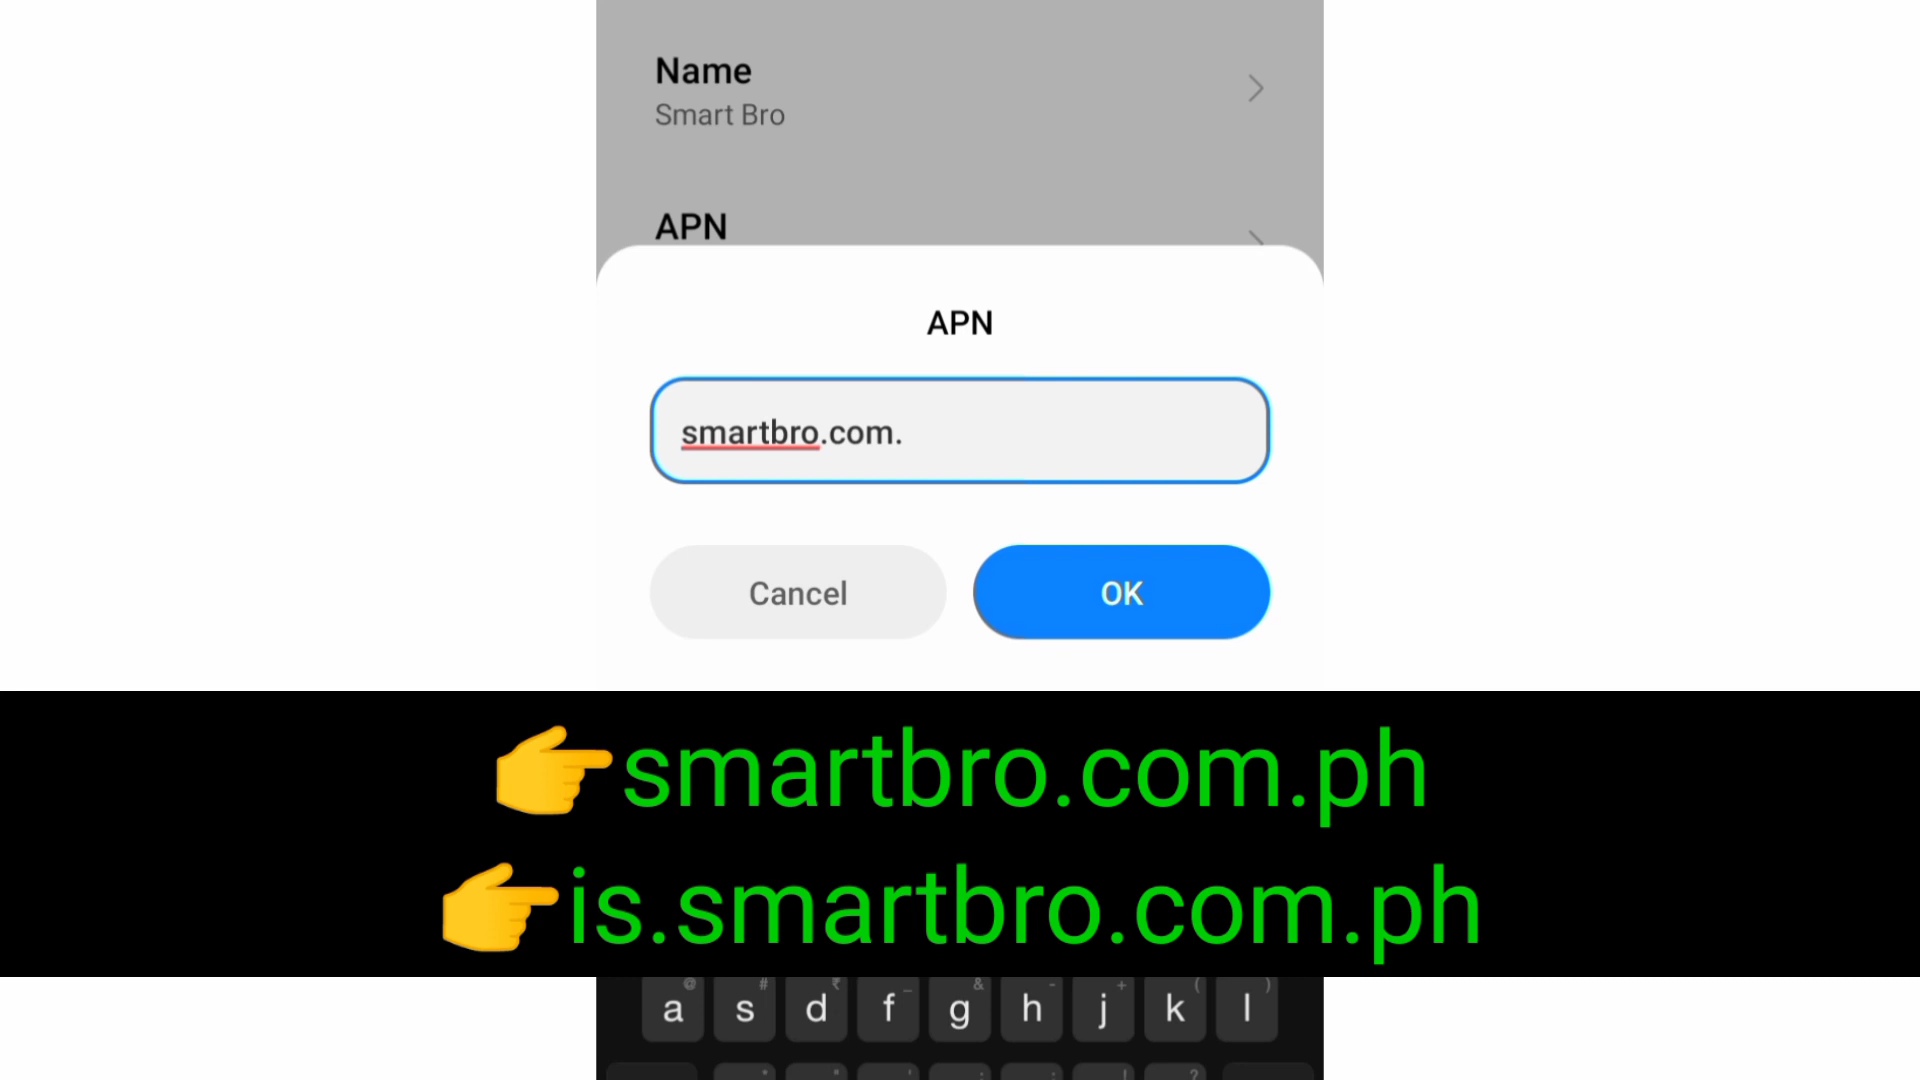 Name
Smart Bro
APN
APN
smartbro.com.
Cancel OK
👉smartbro.com.ph
👉is.smartbro.com.ph
@ # ₹ _ & - + ( )
a s d f g h j k l
* " ' : ; ! ?